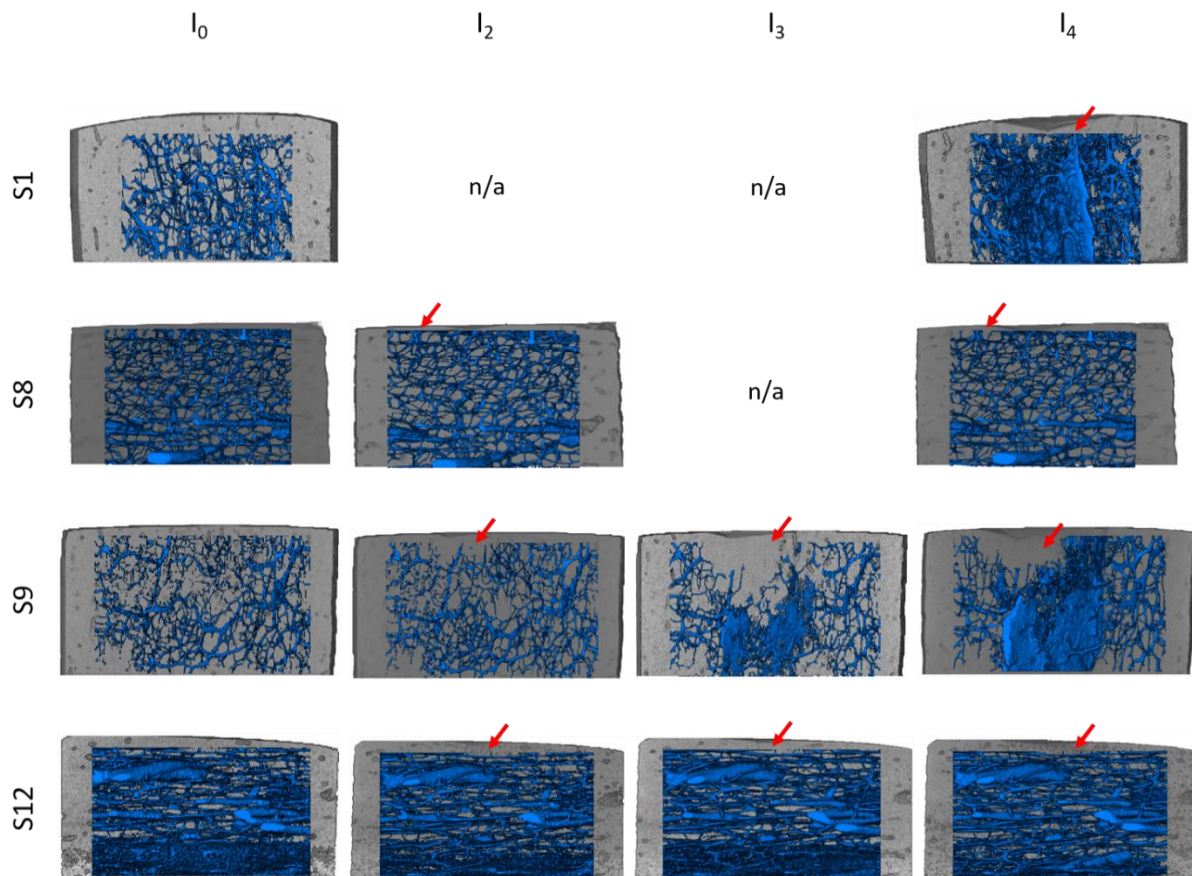 I₀ I₂ I₃ I₄
S1 n/a n/a
S8 n/a
S9
S12